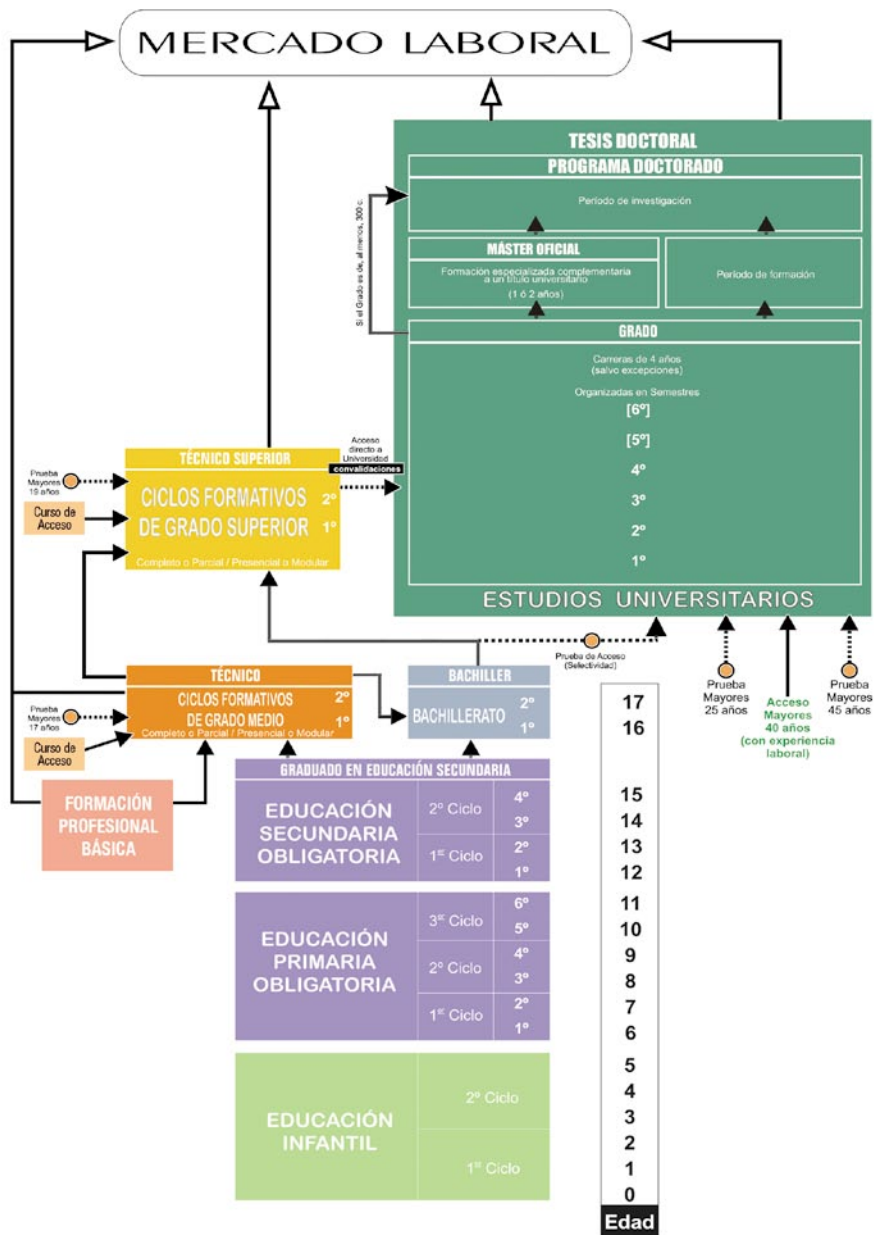 MERCADO LABORAL
TESIS DOCTORAL
PROGRAMA DOCTORADO
Período de investigación
Si el Grado es de, al menos, 300 c.
MÁSTER OFICIAL
Formación especializada complementaria
a un título universitario
(1 ó 2 años)
Período de formación
GRADO
Carreras de 4 años
(salvo excepciones)
Organizadas en Semestres
[6º]
[5º]
4º
3º
2º
1º
ESTUDIOS UNIVERSITARIOS
Acceso
directo a
Universidad
convalidaciones
TÉCNICO SUPERIOR
CICLOS FORMATIVOS 2º
DE GRADO SUPERIOR 1º
Completo o Parcial / Presencial o Modular
Prueba
Mayores
19 años
Curso de
Acceso
Prueba de Acceso
(Selectividad)
Prueba
Mayores
25 años
Acceso
Mayores
40 años
(con experiencia
laboral)
Prueba
Mayores
45 años
TÉCNICO
CICLOS FORMATIVOS 2º
DE GRADO MEDIO 1º
Completo o Parcial / Presencial o Modular
Prueba
Mayores
17 años
Curso de
Acceso
BACHILLER
BACHILLERATO 2º
1º
FORMACIÓN
PROFESIONAL
BÁSICA
GRADUADO EN EDUCACIÓN SECUNDARIA
EDUCACIÓN
SECUNDARIA
OBLIGATORIA
2º Ciclo
4º
3º
1er Ciclo
2º
1º
EDUCACIÓN
PRIMARIA
OBLIGATORIA
3er Ciclo
6º
5º
2º Ciclo
4º
3º
1er Ciclo
2º
1º
EDUCACIÓN
INFANTIL
2º Ciclo
1er Ciclo
17
16
15
14
13
12
11
10
9
8
7
6
5
4
3
2
1
0
Edad